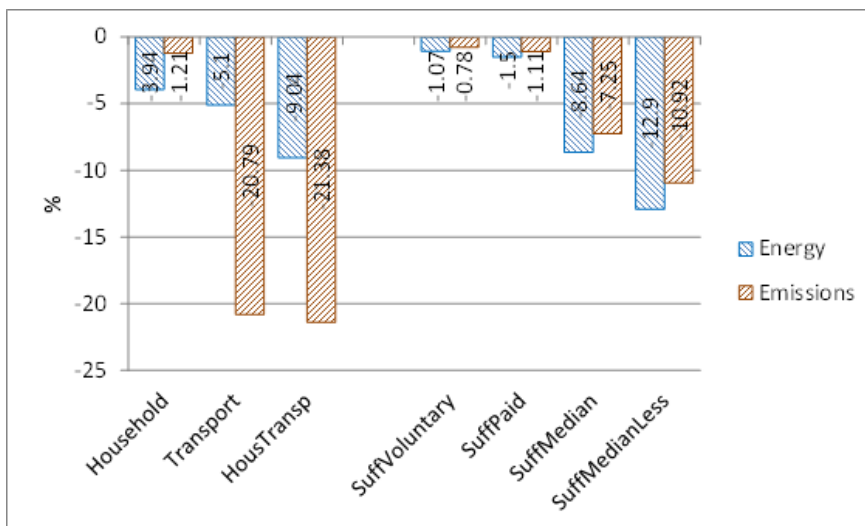 0
-5
-10
-15
-20
-25
%
-3.94
-1.21
-5.1
-20.79
-9.04
-21.38
-1.07
-0.78
-1.5
-1.11
-8.64
-7.25
-12.9
-10.92
Household
Transport
HousTransp
SuffVoluntary
SuffPaid
SuffMedian
SuffMedianLess
Energy
Emissions